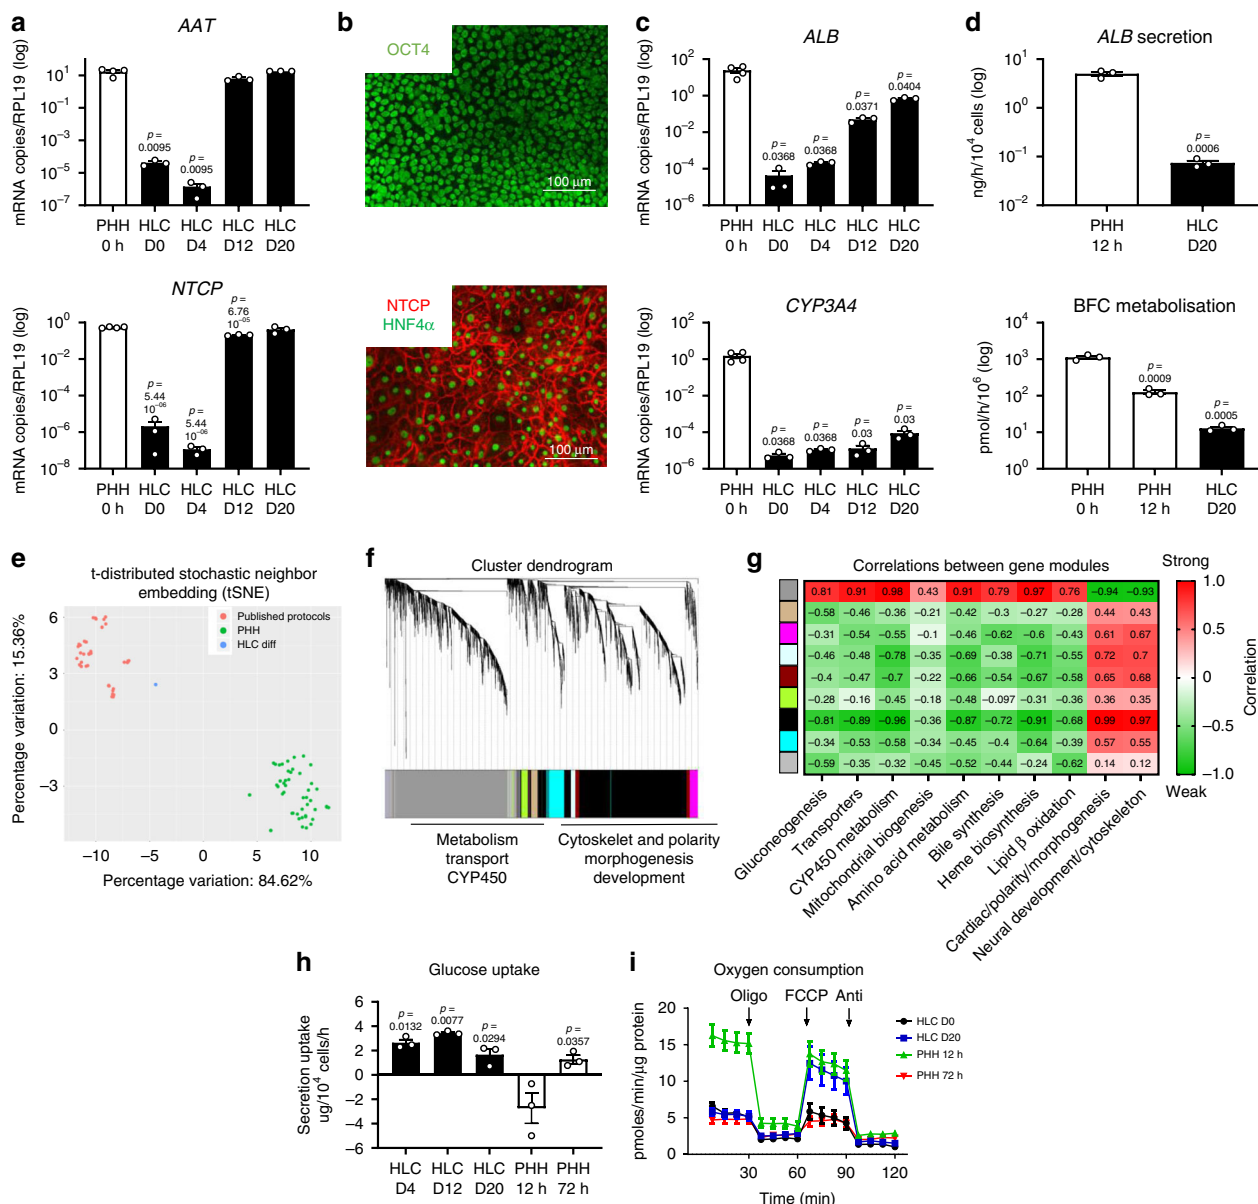 a
AAT
mRNA copies/RPL19 (log)
10^1
10^-1
10^-3
10^-5
10^-7
p =
0.0095
p =
0.0095
PHH HLC HLC HLC HLC
0 h D0 D4 D12 D20
NTCP
mRNA copies/RPL19 (log)
10^0
10^-2
10^-4
10^-6
10^-8
p =
5.44
10^-06
p =
5.44
10^-06
p =
6.76
10^-05
PHH HLC HLC HLC HLC
0 h D0 D4 D12 D20
b
OCT4
100 μm
NTCP
HNF4α
100 μm
c
ALB
mRNA copies/RPL19 (log)
10^2
10^0
10^-2
10^-4
10^-6
p =
0.0368
p =
0.0368
p =
0.0371
p =
0.0404
PHH HLC HLC HLC HLC
0 h D0 D4 D12 D20
CYP3A4
mRNA copies/RPL19 (log)
10^2
10^0
10^-2
10^-4
10^-6
p =
0.0368
p =
0.0368
p =
0.03
p =
0.03
PHH HLC HLC HLC HLC
0 h D0 D4 D12 D20
d
ALB secretion
ng/h/10^4 cells (log)
10^1
10^0
10^-1
10^-2
p =
0.0006
PHH HLC
12 h D20
BFC metabolisation
pmol/h/10^6 (log)
10^3
10^2
10^1
10^0
p =
0.0009
p =
0.0005
PHH PHH HLC
0 h 12 h D20
e
t-distributed stochastic neighbor
embedding (tSNE)
Percentage variation: 15.36%
6
3
0
−3
Published protocols
PHH
HLC diff
−10 −5 0 5 10
Percentage variation: 84.62%
f
Cluster dendrogram
Metabolism
transport
CYP450
Cytoskelet and polarity
morphogenesis
development
g
Correlations between gene modules
0.81 0.91 0.98 0.43 0.91 0.79 0.97 0.76 −0.94 −0.93
−0.58 −0.46 −0.36 −0.21 −0.42 −0.3 −0.27 −0.28 0.44 0.43
−0.31 −0.54 −0.55 −0.1 −0.46 −0.62 −0.6 −0.43 0.61 0.67
−0.46 −0.48 −0.78 −0.35 −0.69 −0.38 −0.71 −0.55 0.72 0.7
−0.4 −0.47 −0.7 −0.22 −0.66 −0.54 −0.67 −0.58 0.65 0.68
−0.28 −0.16 −0.45 −0.18 −0.48 −0.097 −0.31 −0.36 0.36 0.35
−0.81 −0.89 −0.96 −0.36 −0.87 −0.72 −0.91 −0.68 0.99 0.97
−0.34 −0.53 −0.58 −0.34 −0.45 −0.4 −0.64 −0.39 0.57 0.55
−0.59 −0.35 −0.32 −0.45 −0.52 −0.44 −0.24 −0.62 0.14 0.12
Gluconeogenesis
Transporters
CYP450 metabolism
Mitochondrial biogenesis
Amino acid metabolism
Bile synthesis
Heme biosynthesis
Lipid β oxidation
Cardiac/polarity/morphogenesis
Neural development/cytoskeleton
Strong
1.0
0.5
0
−0.5
−1.0
Weak
Correlation
h
Glucose uptake
Secretion uptake
ug/10^4 cells/h
6
4
2
0
−2
−4
−6
p =
0.0132
p =
0.0077
p =
0.0294
p =
0.0357
HLC HLC HLC PHH PHH
D4 D12 D20 12 h 72 h
i
Oxygen consumption
Oligo FCCP Anti
pmoles/min/μg protein
20
15
10
5
0
30 60 90 120
Time (min)
HLC D0
HLC D20
PHH 12 h
PHH 72 h